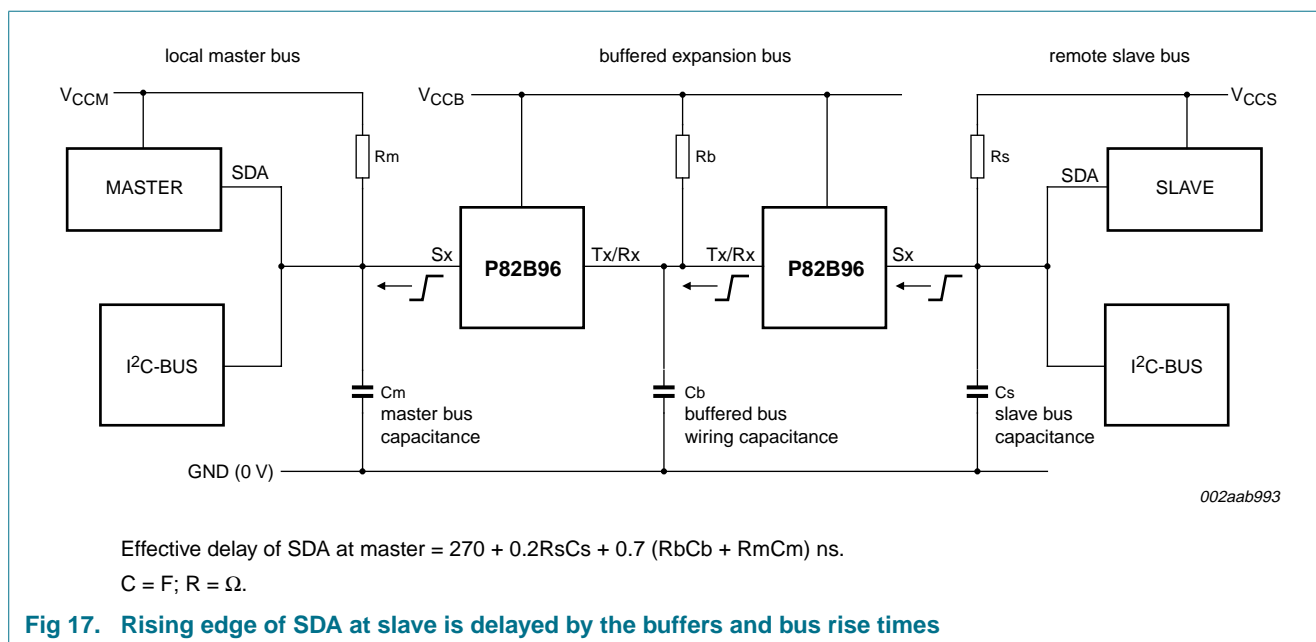 local master bus
buffered expansion bus
remote slave bus
VCCM
VCCB
VCCS
Rm
Rb
Rs
MASTER
SDA
SDA
SLAVE
Sx
P82B96
Tx/Rx
Tx/Rx
P82B96
Sx
I2C-BUS
I2C-BUS
Cm
master bus
capacitance
Cb
buffered bus
wiring capacitance
Cs
slave bus
capacitance
GND (0 V)
002aab993
Effective delay of SDA at master = 270 + 0.2RsCs + 0.7 (RbCb + RmCm) ns.
C = F; R = Ω.
Fig 17. Rising edge of SDA at slave is delayed by the buffers and bus rise times